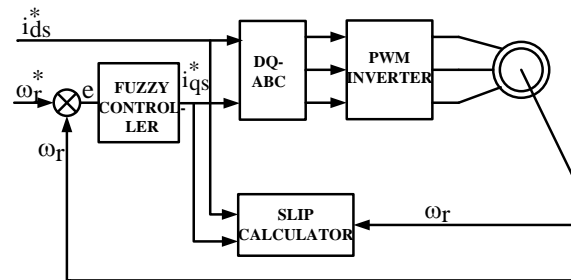 i*ds
ω*r
e
FUZZY
CONTROL-
LER
i*qs
DQ-
ABC
PWM
INVERTER
ωr
SLIP
CALCULATOR
ωr